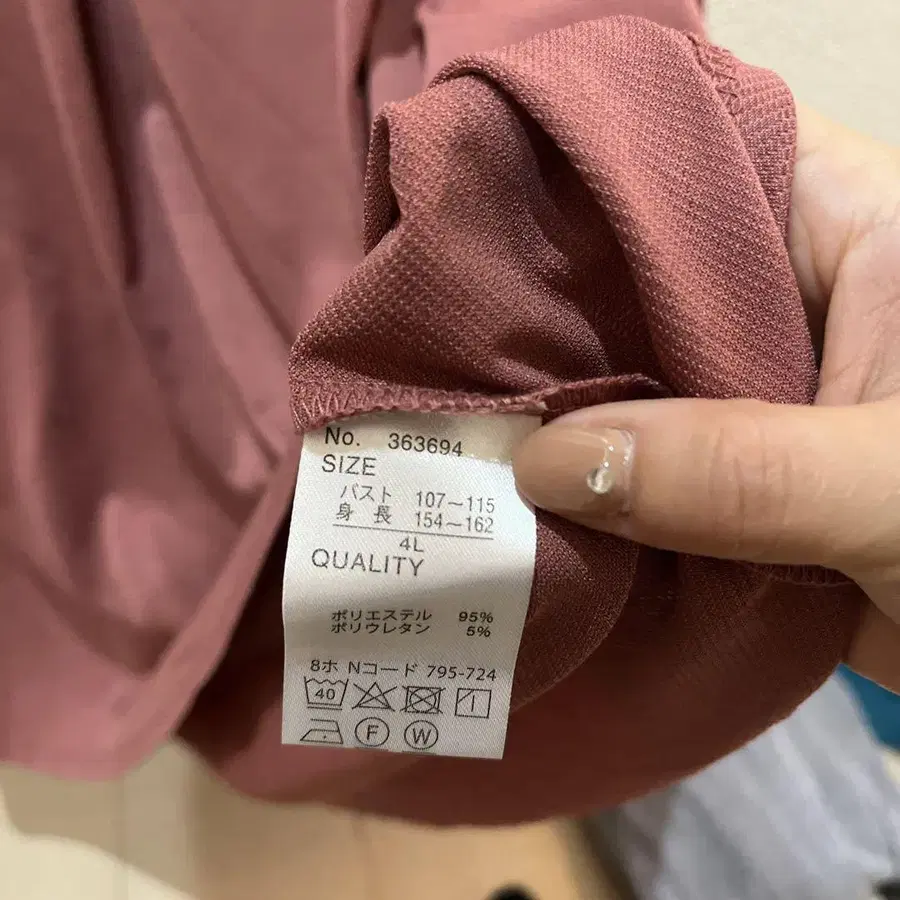 No. 363694
SIZE
バスト 107～115
身長 154～162
4L
QUALITY
ポリエステル 95%
ポリウレタン 5%
8ホ Nコード 795-724
40
F W